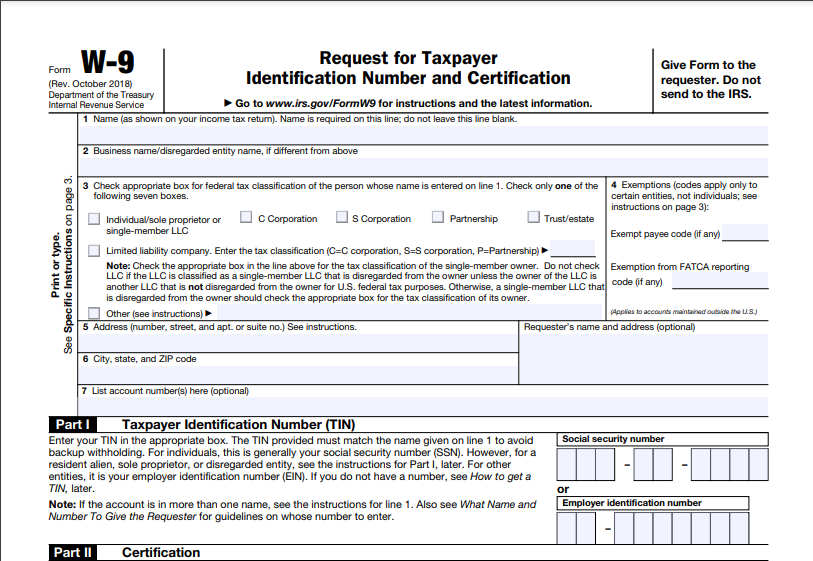 Form W-9
(Rev. October 2018)
Department of the Treasury
Internal Revenue Service
Request for Taxpayer
Identification Number and Certification
▶ Go to www.irs.gov/FormW9 for instructions and the latest information.
Give Form to the
requester. Do not
send to the IRS.
Print or type.
See Specific Instructions on page 3.
1 Name (as shown on your income tax return). Name is required on this line; do not leave this line blank.
2 Business name/disregarded entity name, if different from above
3 Check appropriate box for federal tax classification of the person whose name is entered on line 1. Check only one of the
following seven boxes.
Individual/sole proprietor or
single-member LLC
C Corporation
S Corporation
Partnership
Trust/estate
Limited liability company. Enter the tax classification (C=C corporation, S=S corporation, P=Partnership) ▶
Note: Check the appropriate box in the line above for the tax classification of the single-member owner. Do not check
LLC if the LLC is classified as a single-member LLC that is disregarded from the owner unless the owner of the LLC is
another LLC that is not disregarded from the owner for U.S. federal tax purposes. Otherwise, a single-member LLC that
is disregarded from the owner should check the appropriate box for the tax classification of its owner.
Other (see instructions) ▶
4 Exemptions (codes apply only to
certain entities, not individuals; see
instructions on page 3):
Exempt payee code (if any)
Exemption from FATCA reporting
code (if any)
(Applies to accounts maintained outside the U.S.)
5 Address (number, street, and apt. or suite no.) See instructions.
Requester's name and address (optional)
6 City, state, and ZIP code
7 List account number(s) here (optional)
Part I Taxpayer Identification Number (TIN)
Enter your TIN in the appropriate box. The TIN provided must match the name given on line 1 to avoid
backup withholding. For individuals, this is generally your social security number (SSN). However, for a
resident alien, sole proprietor, or disregarded entity, see the instructions for Part I, later. For other
entities, it is your employer identification number (EIN). If you do not have a number, see How to get a
TIN, later.
Note: If the account is in more than one name, see the instructions for line 1. Also see What Name and
Number To Give the Requester for guidelines on whose number to enter.
Social security number
– –
or
Employer identification number
–
Part II Certification